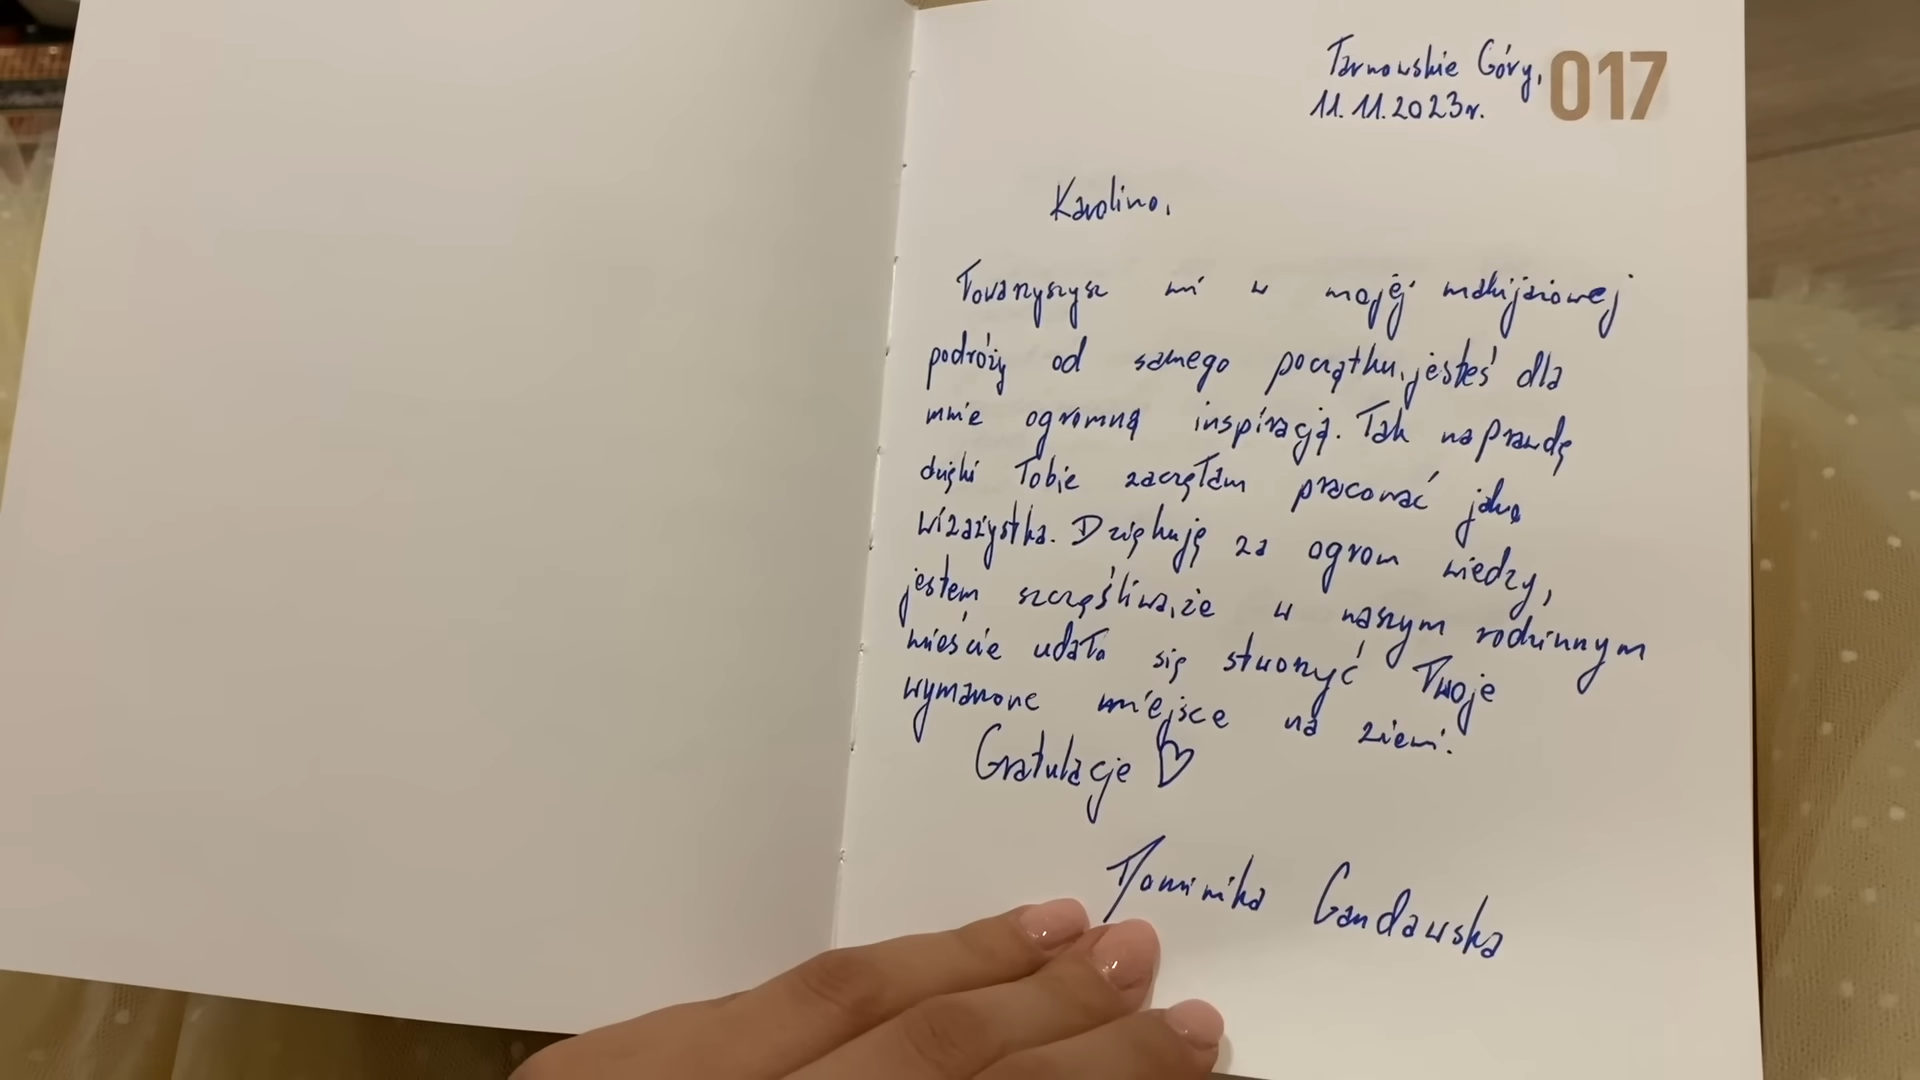 Tarnowskie Góry, 017
11.11.2023r.
Karolino,
Towarzyszysz mi w mojej makijażowej
podróży od samego początku, jesteś dla
mnie ogromną inspiracją. Tak naprawdę
dzięki Tobie zaczęłam pracować jako
wizażystka. Dziękuję za ogrom wiedzy,
jestem szczęśliwa, że w naszym rodzinnym
mieście udało się stworzyć Twoje
wymarzone miejsce na ziemi.
Gratulacje ♡
Dominika Gandawska